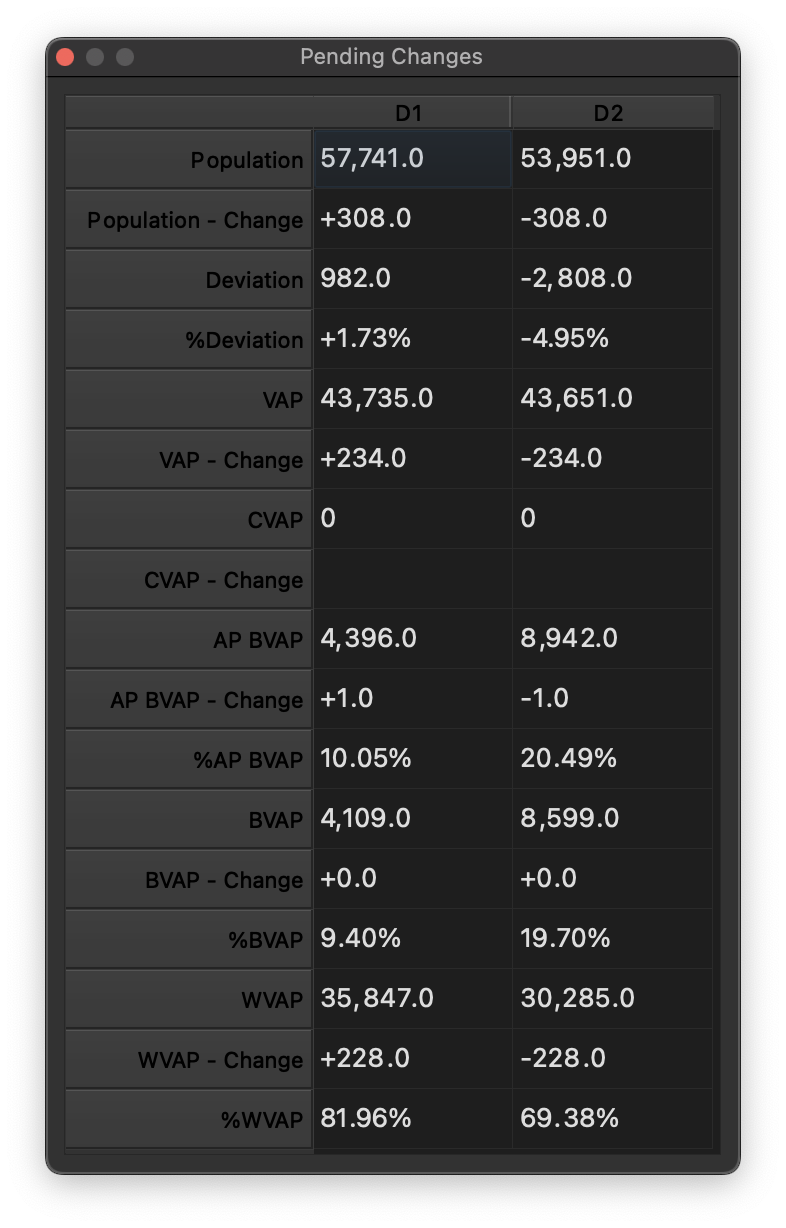 Pending Changes
D1 D2
Population 57,741.0 53,951.0
Population - Change +308.0 -308.0
Deviation 982.0 -2,808.0
%Deviation +1.73% -4.95%
VAP 43,735.0 43,651.0
VAP - Change +234.0 -234.0
CVAP 0 0
CVAP - Change
AP BVAP 4,396.0 8,942.0
AP BVAP - Change +1.0 -1.0
%AP BVAP 10.05% 20.49%
BVAP 4,109.0 8,599.0
BVAP - Change +0.0 +0.0
%BVAP 9.40% 19.70%
WVAP 35,847.0 30,285.0
WVAP - Change +228.0 -228.0
%WVAP 81.96% 69.38%